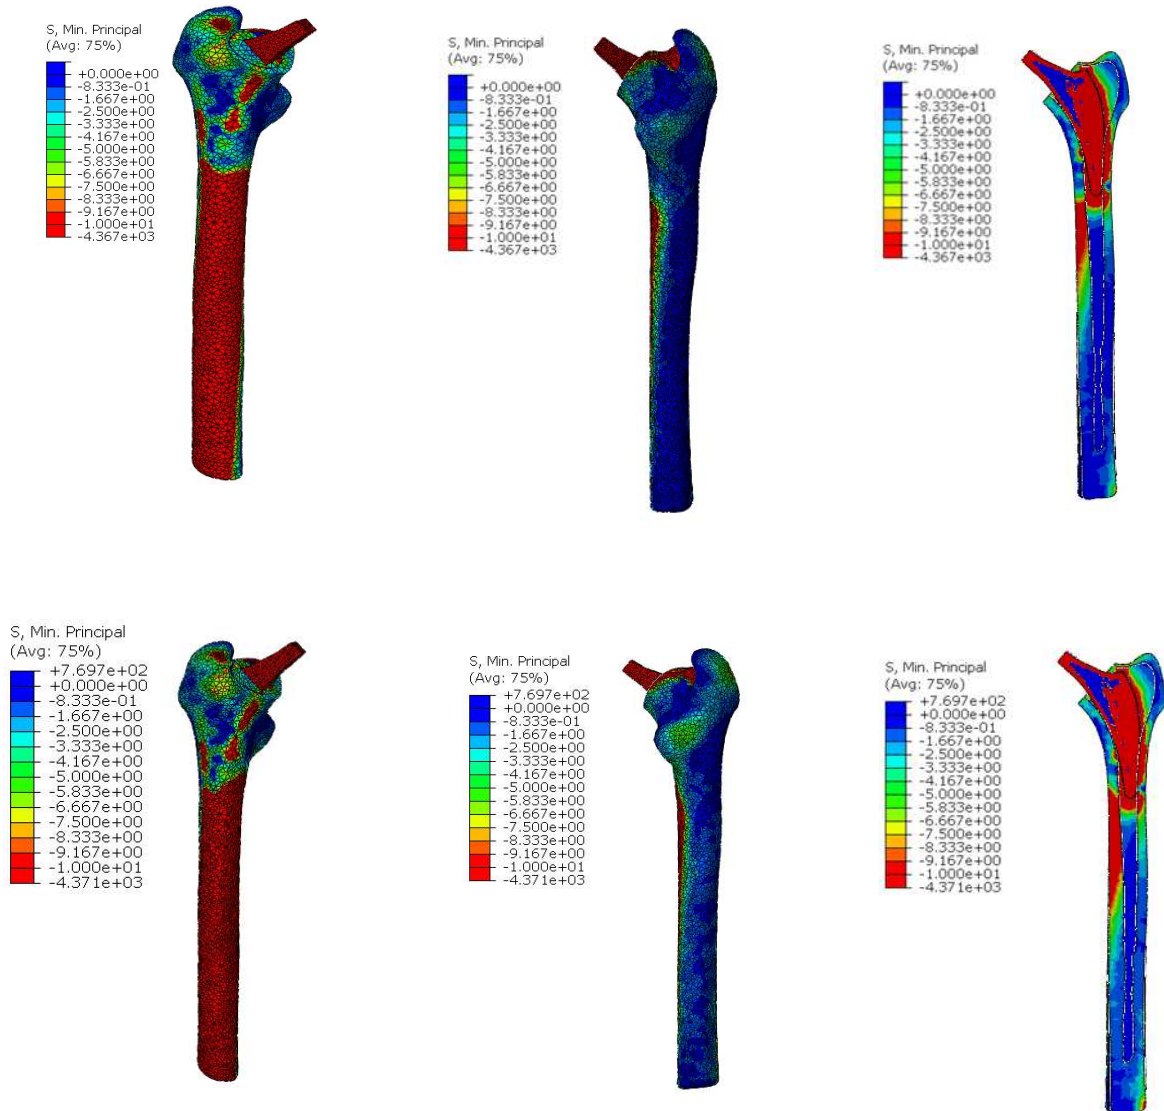 S, Min. Principal
(Avg: 75%)
+0.000e+00
-8.333e-01
-1.667e+00
-2.500e+00
-3.333e+00
-4.167e+00
-5.000e+00
-5.833e+00
-6.667e+00
-7.500e+00
-8.333e+00
-9.167e+00
-1.000e+01
-4.367e+03
S, Min. Principal
(Avg: 75%)
+0.000e+00
-8.333e-01
-1.667e+00
-2.500e+00
-3.333e+00
-4.167e+00
-5.000e+00
-5.833e+00
-6.667e+00
-7.500e+00
-8.333e+00
-9.167e+00
-1.000e+01
-4.367e+03
S, Min. Principal
(Avg: 75%)
+0.000e+00
-8.333e-01
-1.667e+00
-2.500e+00
-3.333e+00
-4.167e+00
-5.000e+00
-5.833e+00
-6.667e+00
-7.500e+00
-8.333e+00
-9.167e+00
-1.000e+01
-4.367e+03
S, Min. Principal
(Avg: 75%)
+7.697e+02
+0.000e+00
-8.333e-01
-1.667e+00
-2.500e+00
-3.333e+00
-4.167e+00
-5.000e+00
-5.833e+00
-6.667e+00
-7.500e+00
-8.333e+00
-9.167e+00
-1.000e+01
-4.371e+03
S, Min. Principal
(Avg: 75%)
+7.697e+02
+0.000e+00
-8.333e-01
-1.667e+00
-2.500e+00
-3.333e+00
-4.167e+00
-5.000e+00
-5.833e+00
-6.667e+00
-7.500e+00
-8.333e+00
-9.167e+00
-1.000e+01
-4.371e+03
S, Min. Principal
(Avg: 75%)
+7.697e+02
+0.000e+00
-8.333e-01
-1.667e+00
-2.500e+00
-3.333e+00
-4.167e+00
-5.000e+00
-5.833e+00
-6.667e+00
-7.500e+00
-8.333e+00
-9.167e+00
-1.000e+01
-4.371e+03